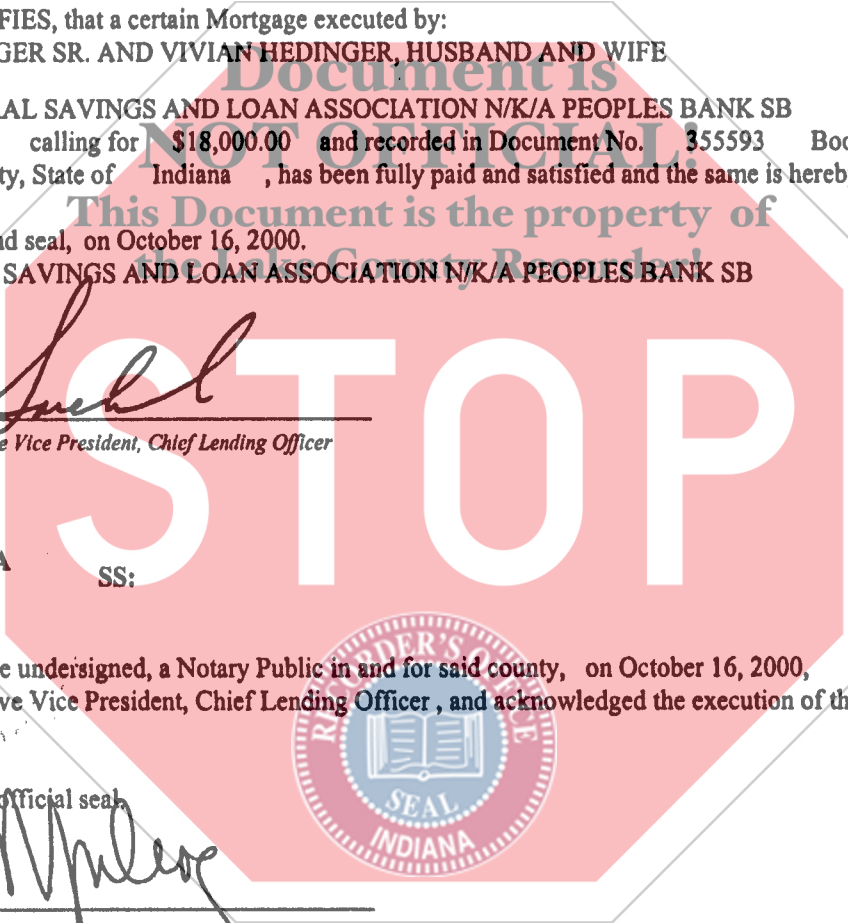 FIES, that a certain Mortgage executed by:
GER SR. AND VIVIAN HEDINGER, HUSBAND AND WIFE
Document is
AL SAVINGS AND LOAN ASSOCIATION N/K/A PEOPLES BANK SB
NOT OFFICIAL!
calling for $18,000.00 and recorded in Document No. 355593 Boo
ty, State of Indiana , has been fully paid and satisfied and the same is hereb
This Document is the property of
nd seal, on October 16, 2000.
the Lake County Recorder!
SAVINGS AND LOAN ASSOCIATION N/K/A PEOPLES BANK SB
STOP
e Vice President, Chief Lending Officer
A
SS:
RECORDER'S OFFICE
e undersigned, a Notary Public in and for said county, on October 16, 2000,
ve Vice President, Chief Lending Officer , and acknowledged the execution of th
SEAL
official seal.
INDIANA